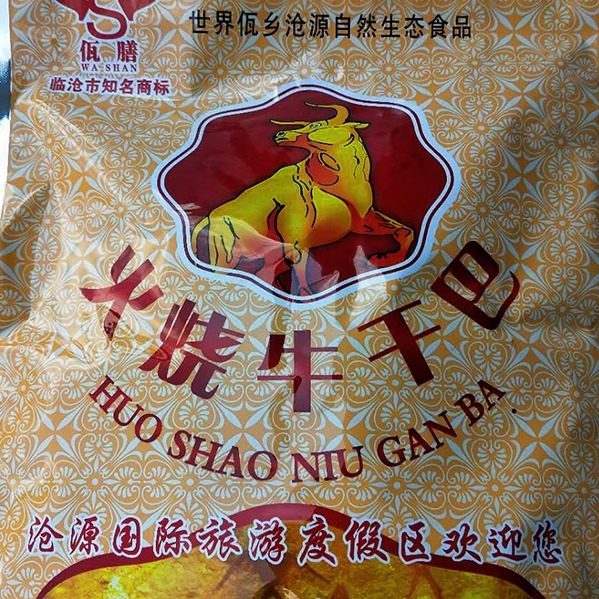 世界佤乡沧源自然生态食品
S
佤膳
WA-SHAN
临沧市知名商标
火烧牛干巴
HUO SHAO NIU GAN BA
沧源国际旅游度假区欢迎您